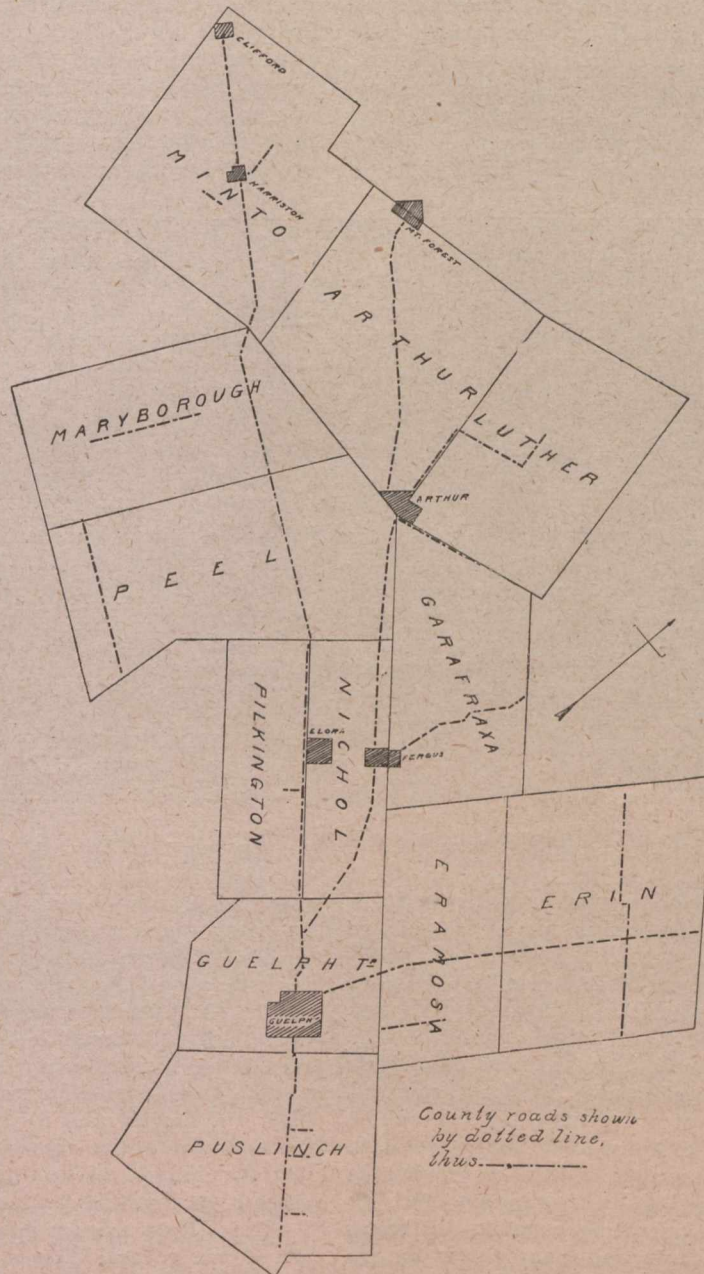 CLIFFORD
MINTO
HARRISTON
MT. FOREST
ARTHUR
MARYBOROUGH
LUTHER
ARTHUR
PEEL
GARAFRAXA
PILKINGTON
NICHOL
ELORA
FERGUS
ERAMOSA
ERIN
GUELPH Tp
GUELPH
PUSLINCH
County roads shown
by dotted line,
thus